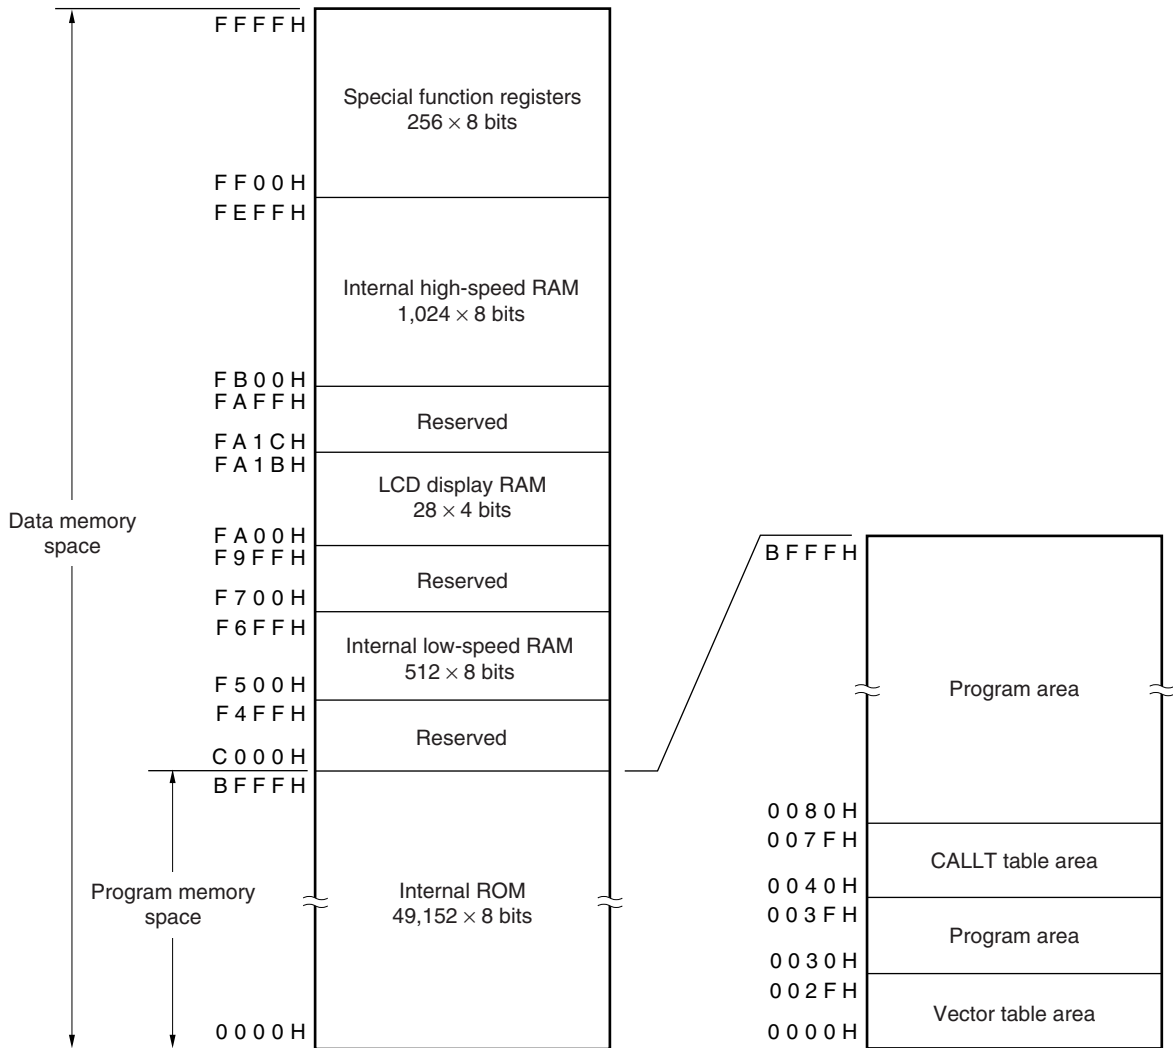 FFFFH
Special function registers
256 × 8 bits
FF00H
FEFFH
Internal high-speed RAM
1,024 × 8 bits
FB00H
FAFFH
Reserved
FA1CH
FA1BH
LCD display RAM
28 × 4 bits
Data memory
space
FA00H
F9FFH
Reserved
F700H
F6FFH
Internal low-speed RAM
512 × 8 bits
F500H
F4FFH
Reserved
C000H
BFFFH
Program memory
space
Internal ROM
49,152 × 8 bits
0000H
BFFFH
Program area
0080H
007FH
CALLT table area
0040H
003FH
Program area
0030H
002FH
Vector table area
0000H